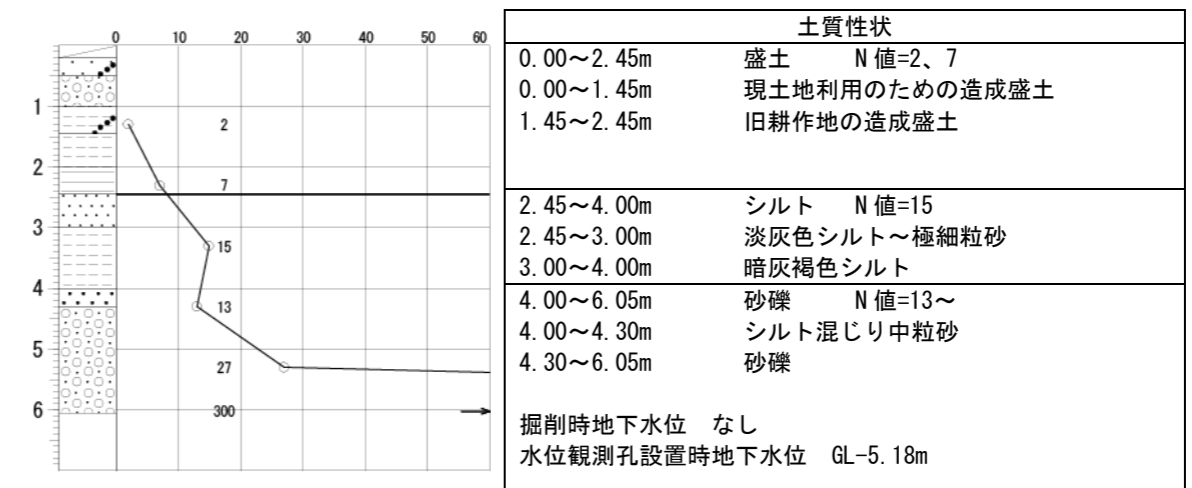 0 10 20 30 40 50 60
1
2
2
7
3
15
4
13
5
27
6
300
土質性状
0.00～2.45m 盛土 N値=2、7
0.00～1.45m 現土地利用のための造成盛土
1.45～2.45m 旧耕作地の造成盛土
2.45～4.00m シルト N値=15
2.45～3.00m 淡灰色シルト～極細粒砂
3.00～4.00m 暗灰褐色シルト
4.00～6.05m 砂礫 N値=13～
4.00～4.30m シルト混じり中粒砂
4.30～6.05m 砂礫
掘削時地下水位 なし
水位観測孔設置時地下水位 GL-5.18m